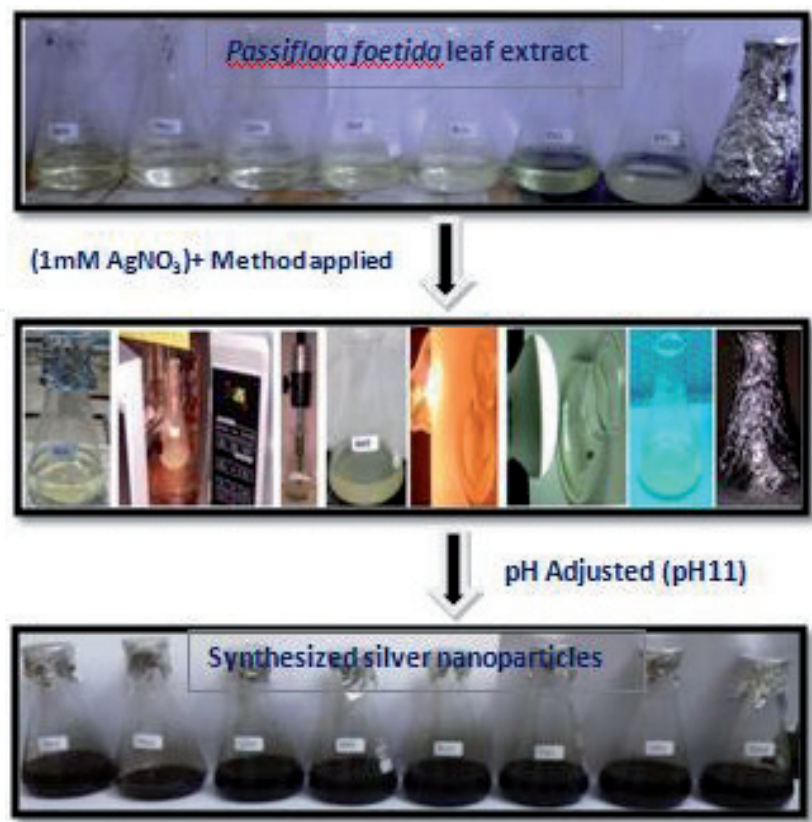 Passiflora foetida leaf extract
(1mM AgNO₃)+ Method applied
pH Adjusted (pH11)
Synthesized silver nanoparticles